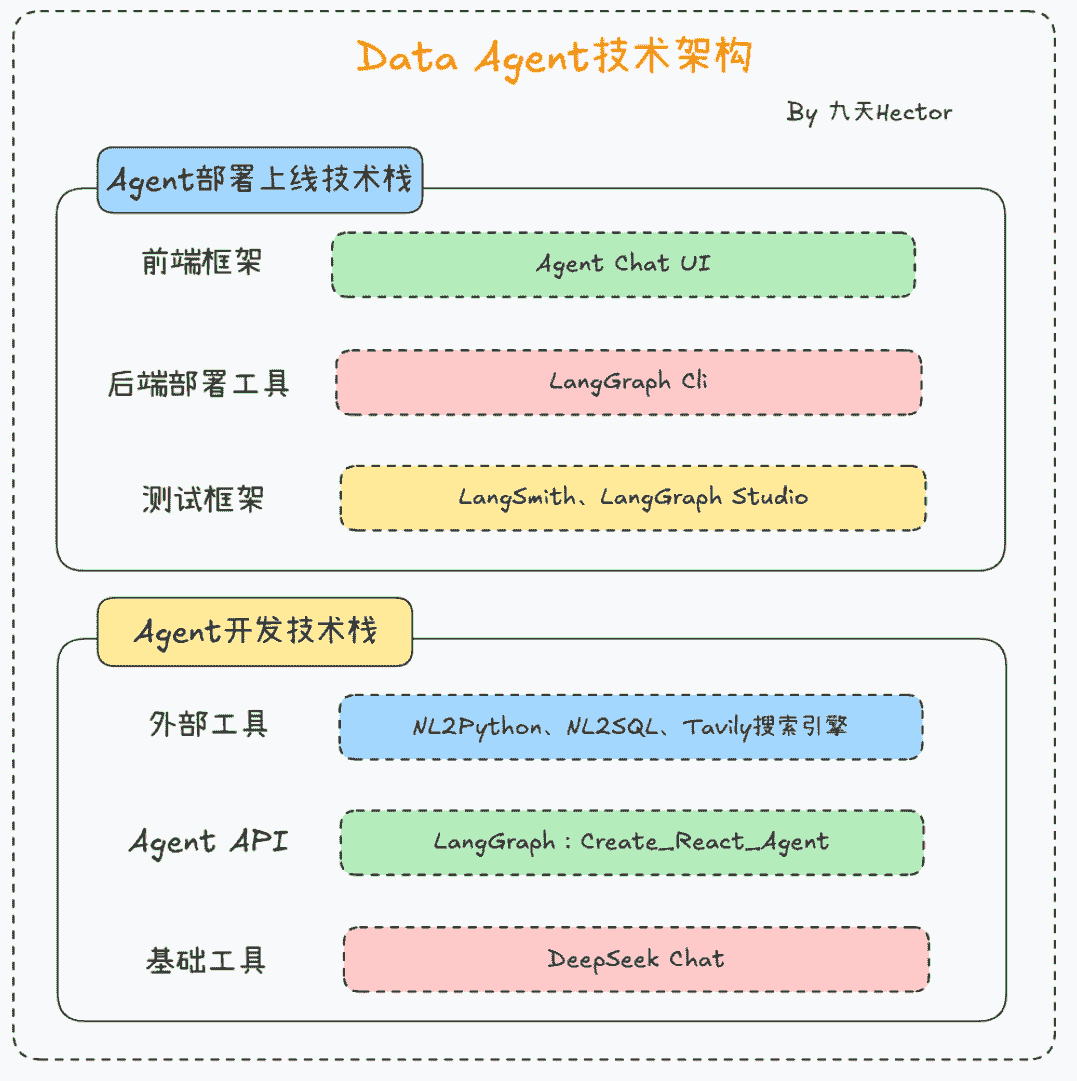 Data Agent技术架构
By 九天Hector
Agent部署上线技术栈
前端框架
Agent Chat UI
后端部署工具
LangGraph Cli
测试框架
LangSmith、LangGraph Studio
Agent开发技术栈
外部工具
NL2Python、NL2SQL、Tavily搜索引擎
Agent API
LangGraph：Create_React_Agent
基础工具
DeepSeek Chat